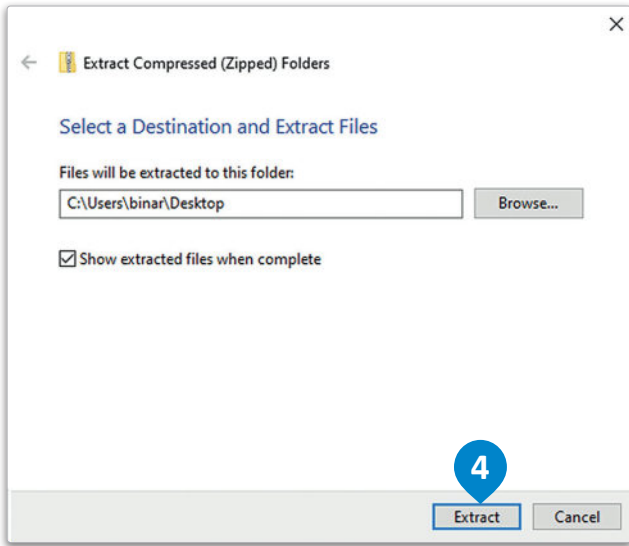 Extract Compressed (Zipped) Folders
Select a Destination and Extract Files
Files will be extracted to this folder:
C:\Users\binar\Desktop
Browse...
Show extracted files when complete
4
Extract
Cancel